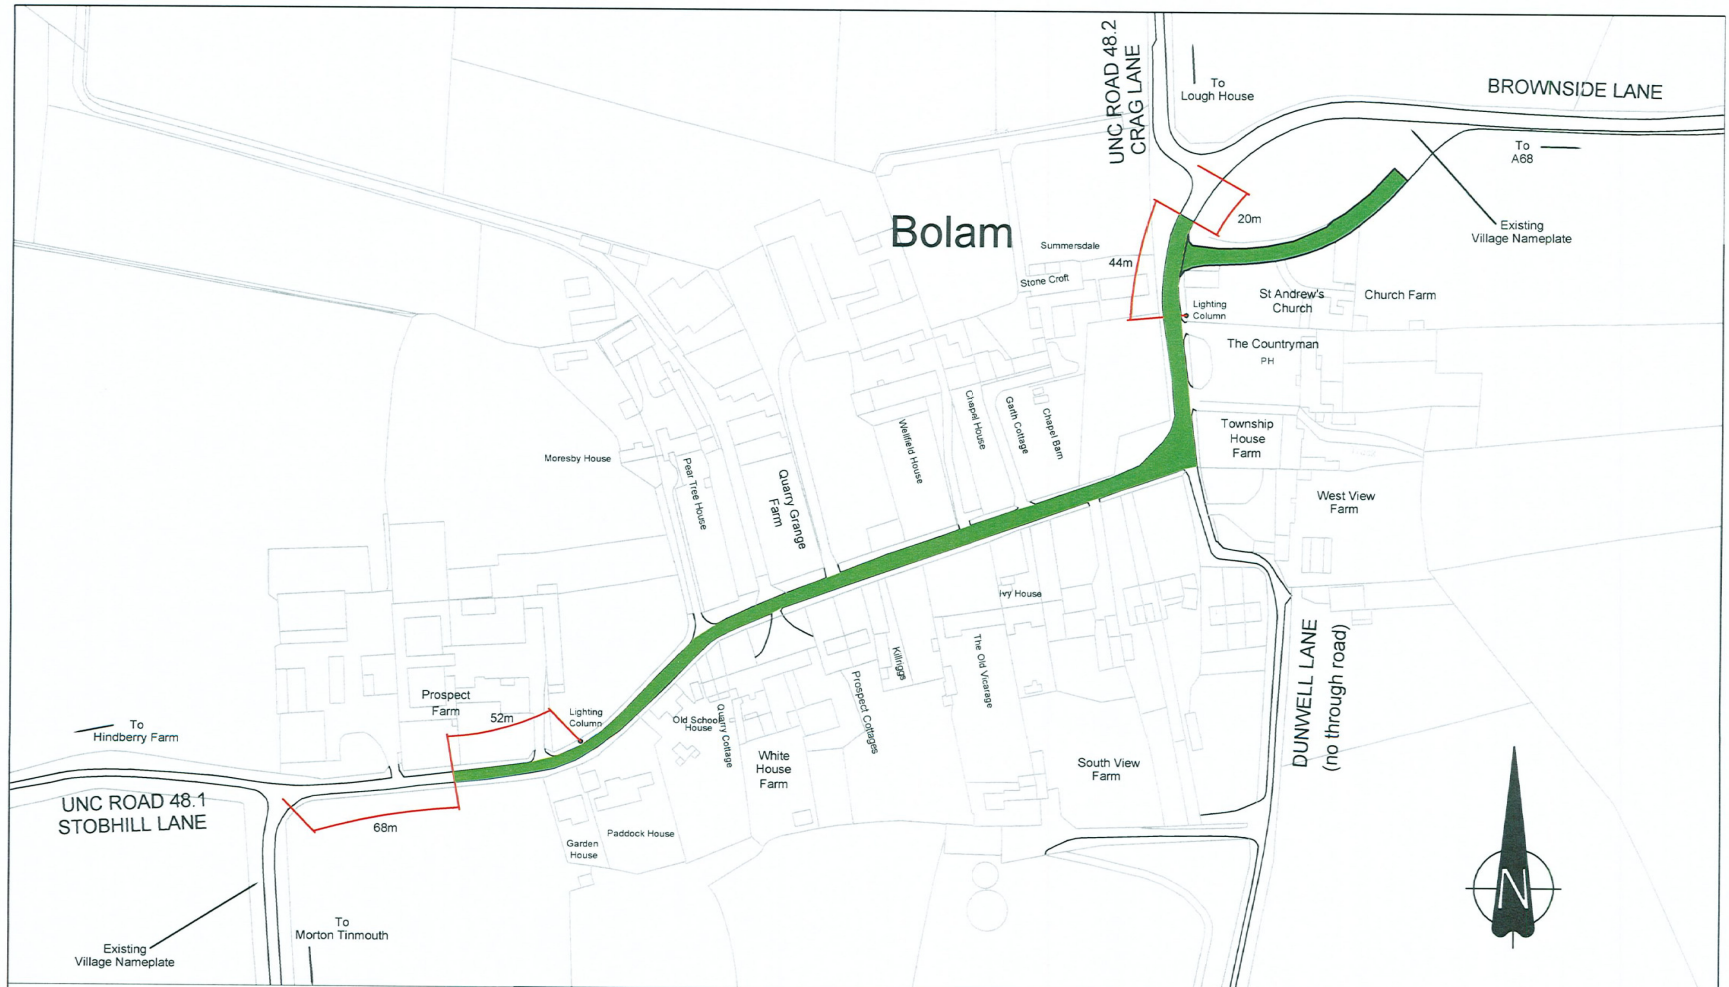 UNC ROAD 48.2
CRAG LANE
To
Lough House
BROWNSIDE LANE
To
A68
Existing
Village Nameplate
Bolam
20m
44m
Summersdale
Stone Croft
Lighting
Column
St Andrew's
Church
Church Farm
The Countryman
PH
Township
House
Farm
West View
Farm
Chapel House
Garth Cottage
Chapel Barn
Wellfield House
Moresby House
Pear Tree House
Quarry Grange
Farm
Ivy House
The Old Vicarage
Killriggs
Prospect Cottages
DUNWELL LANE
(no through road)
Prospect
Farm
52m
Lighting
Column
Old School
House
Quarry Cottage
White
House
Farm
South View
Farm
To
Hindberry Farm
UNC ROAD 48.1
STOBHILL LANE
68m
Garden
House
Paddock House
To
Morton Tinmouth
Existing
Village Nameplate
N